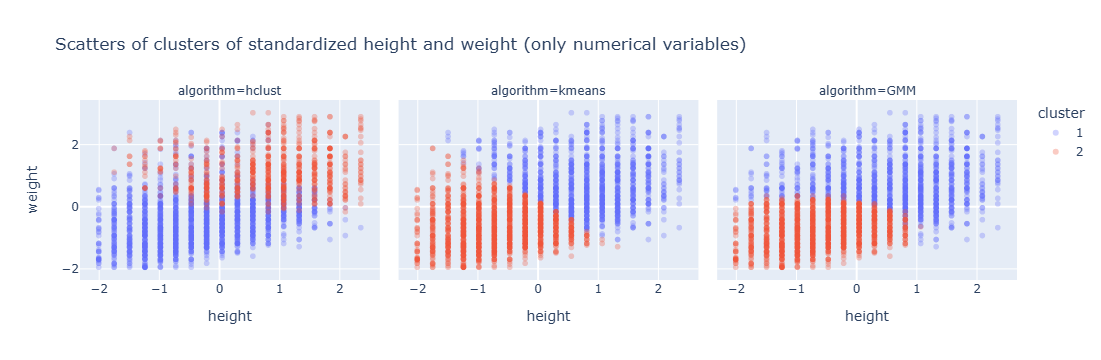 Scatters of clusters of standardized height and weight (only numerical variables)
algorithm=hclust
algorithm=kmeans
algorithm=GMM
cluster
1
2
weight
2
0
−2
−2
−1
0
1
2
−2
−1
0
1
2
−2
−1
0
1
2
height
height
height